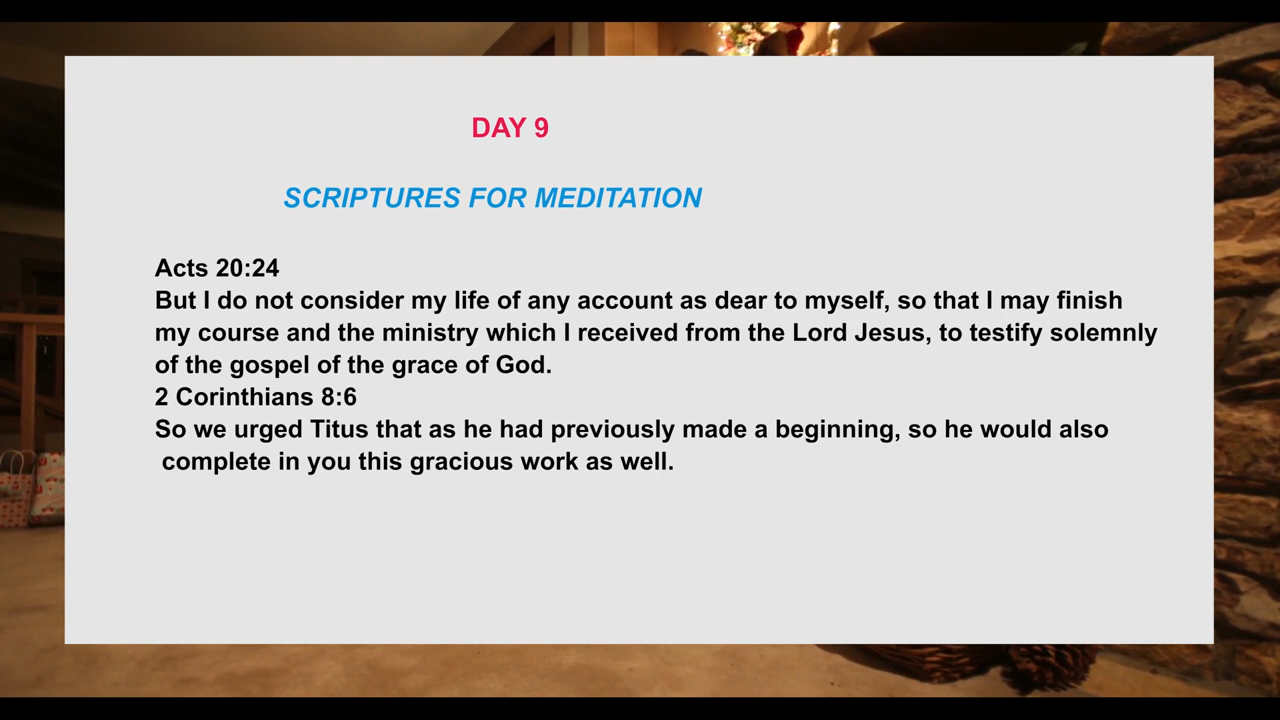 DAY 9
SCRIPTURES FOR MEDITATION
Acts 20:24
But I do not consider my life of any account as dear to myself, so that I may finish
my course and the ministry which I received from the Lord Jesus, to testify solemnly
of the gospel of the grace of God.
2 Corinthians 8:6
So we urged Titus that as he had previously made a beginning, so he would also
complete in you this gracious work as well.